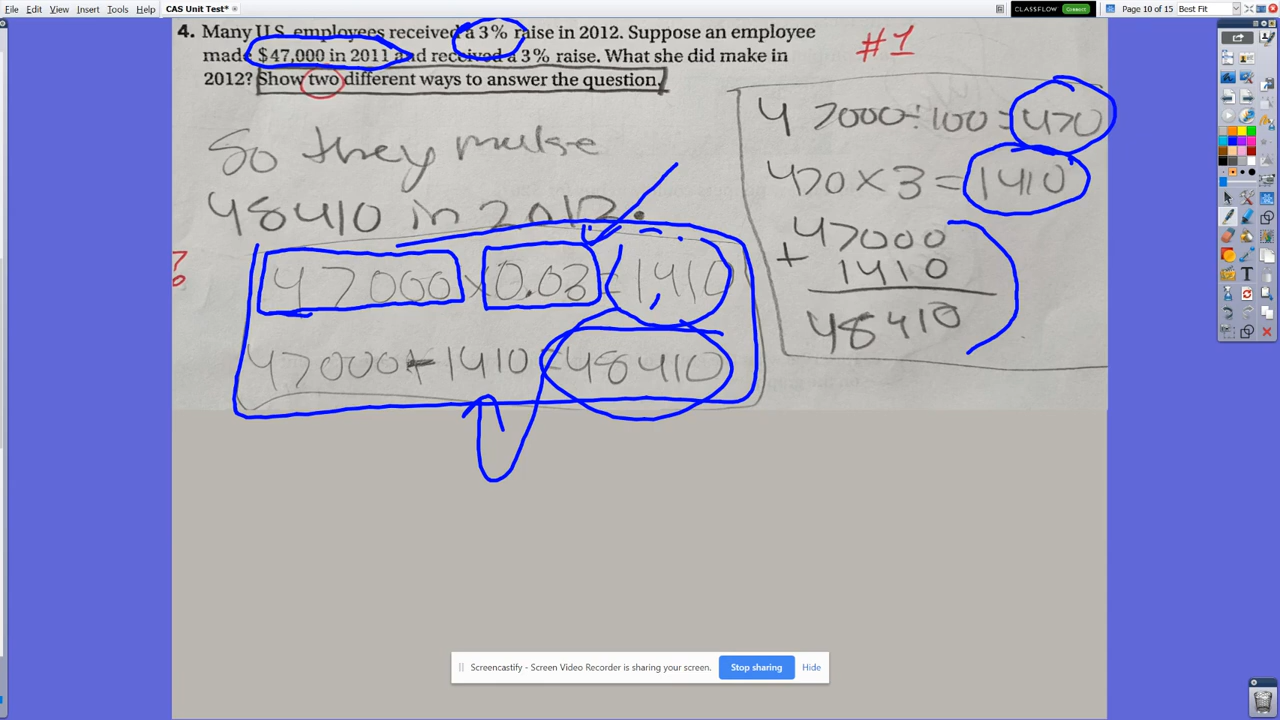 File Edit View Insert Tools Help CAS Unit Test* CLASSFLOW Connect Page 10 of 15 Best Fit
4. Many U.S. employees received a 3% raise in 2012. Suppose an employee
made $47,000 in 2011 and received a 3% raise. What she did make in
2012? Show two different ways to answer the question.
#1
So they make
48410 in 2012.
47000 × 0.03 = 1,410
47000 + 1410 = 48410
47000 ÷ 100 = 470
470 × 3 = 1410
47000
+ 1410
48410
Screencastify - Screen Video Recorder is sharing your screen. Stop sharing Hide